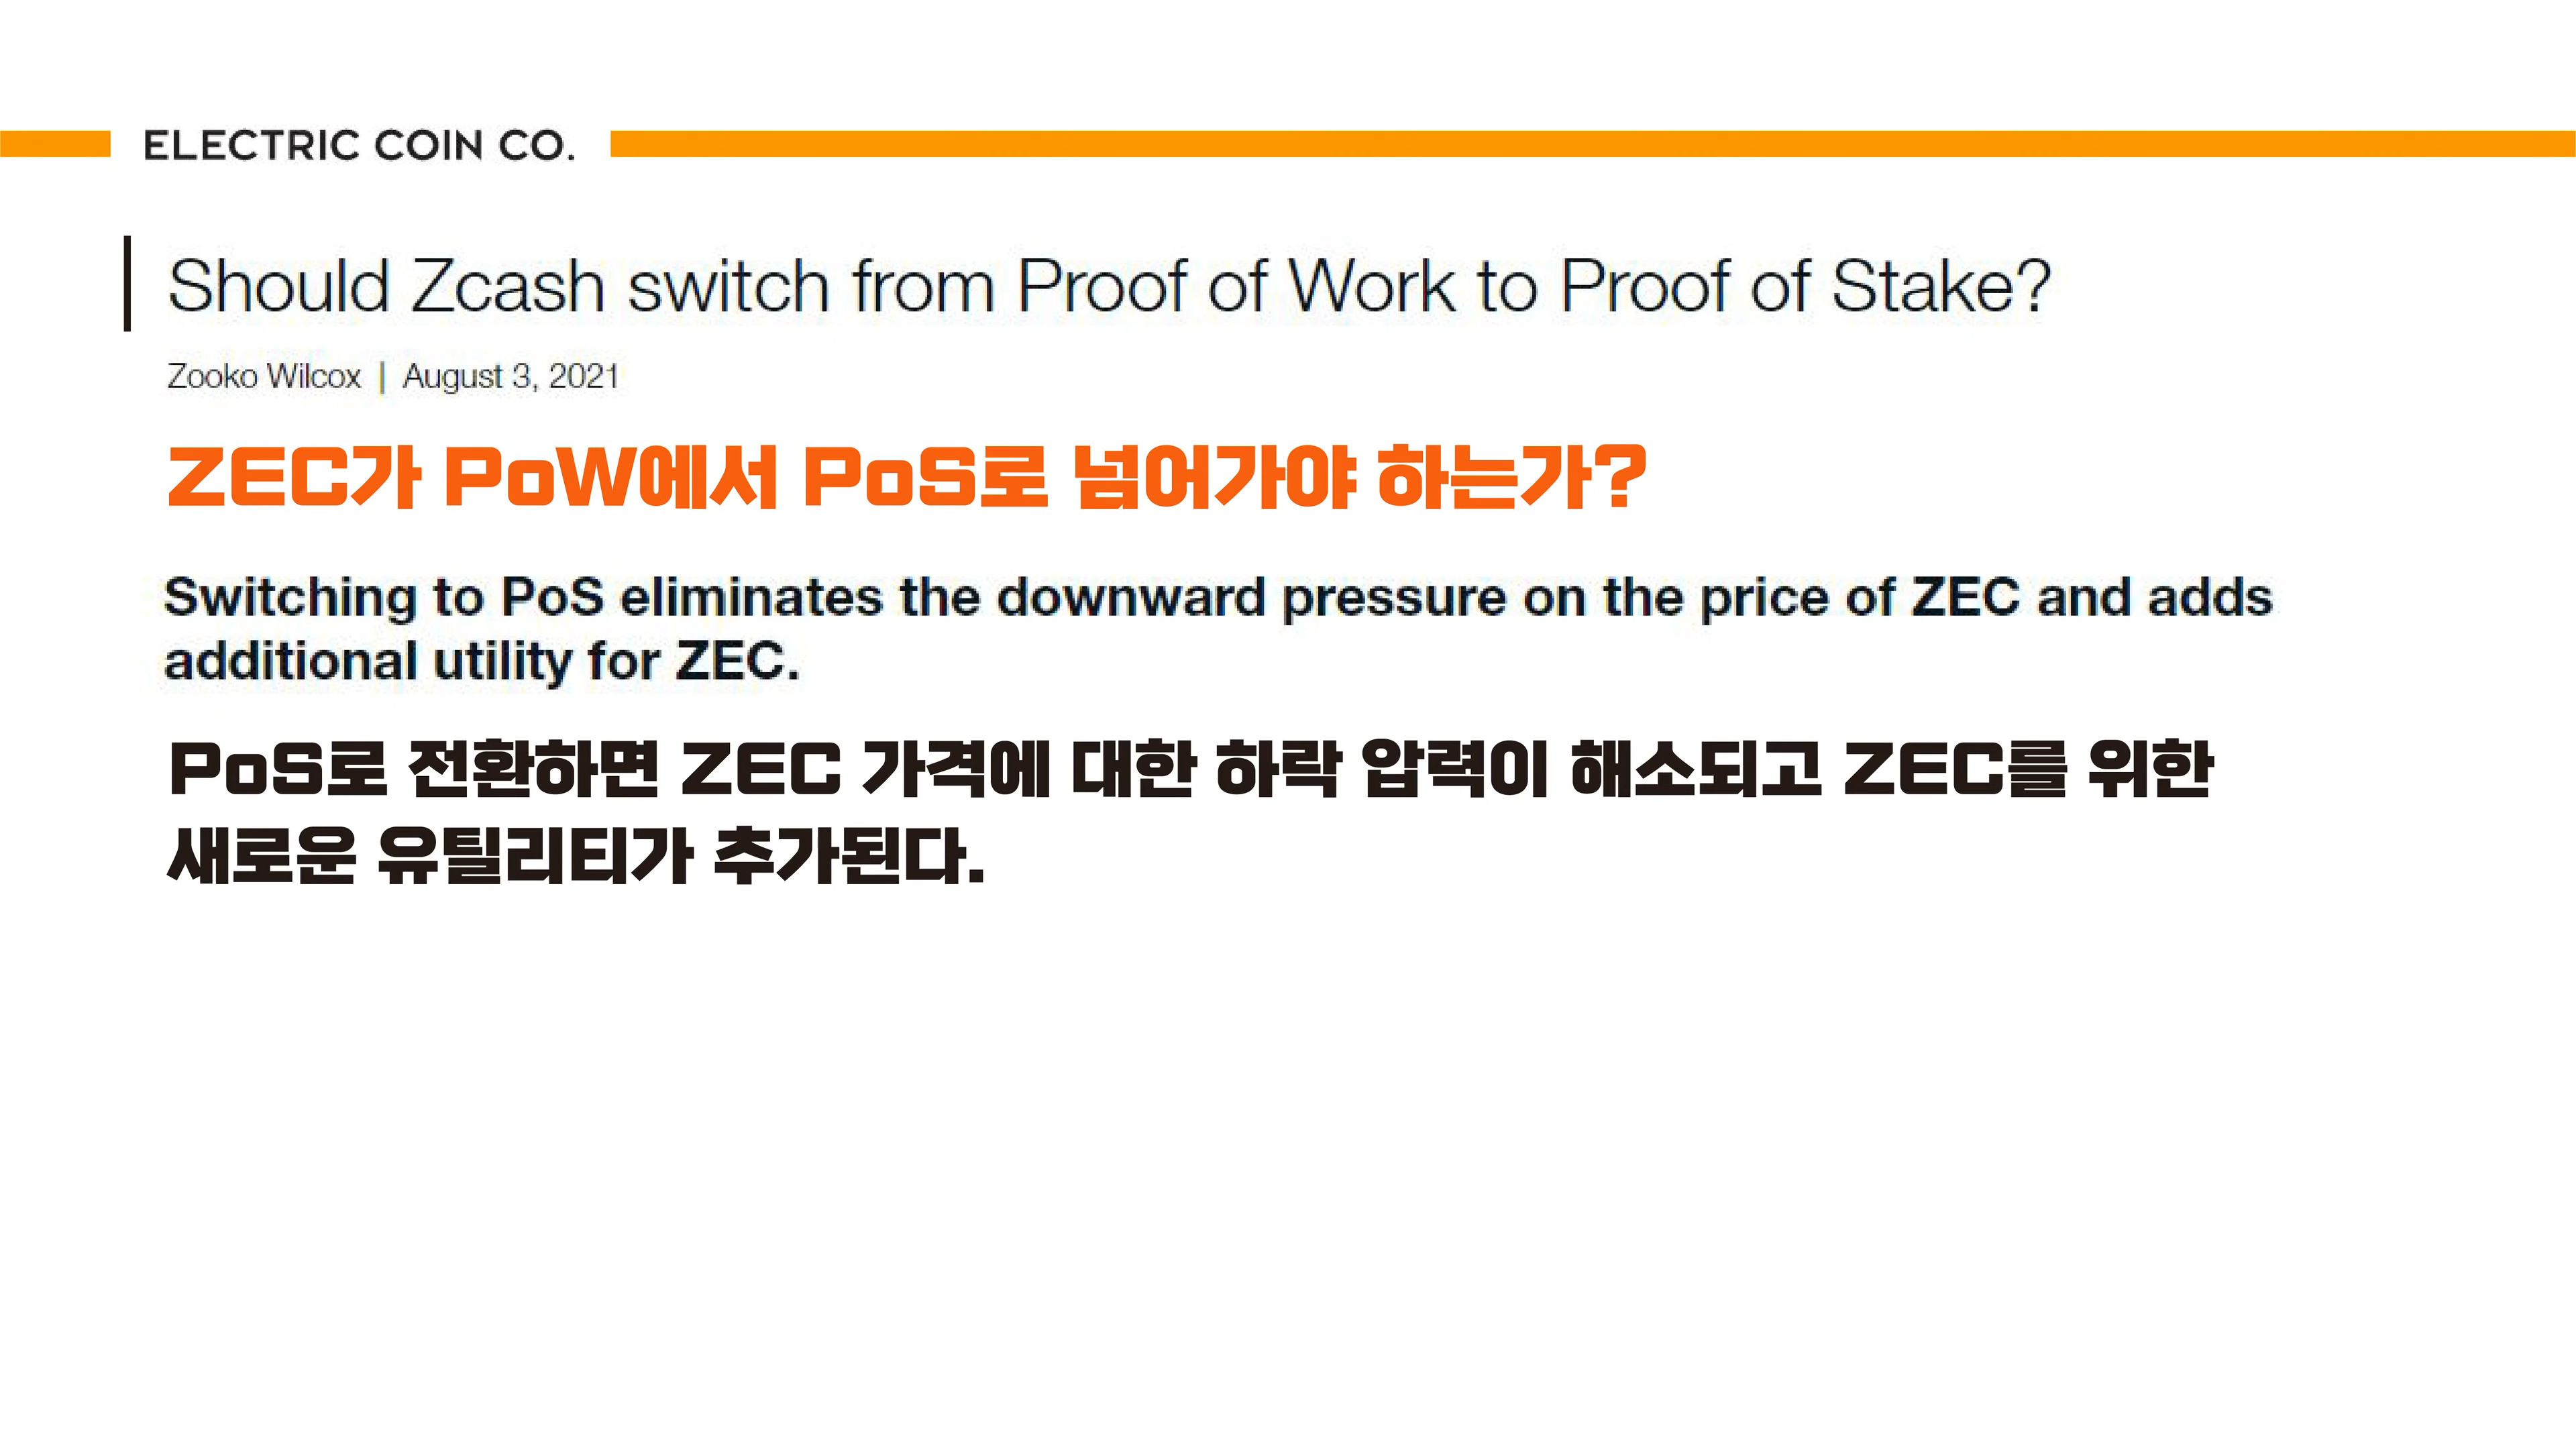 ELECTRIC COIN CO.
Should Zcash switch from Proof of Work to Proof of Stake?
Zooko Wilcox | August 3, 2021
ZEC가 PoW에서 PoS로 넘어가야 하는가?
Switching to PoS eliminates the downward pressure on the price of ZEC and adds
additional utility for ZEC.
PoS로 전환하면 ZEC 가격에 대한 하락 압력이 해소되고 ZEC를 위한
새로운 유틸리티가 추가된다.